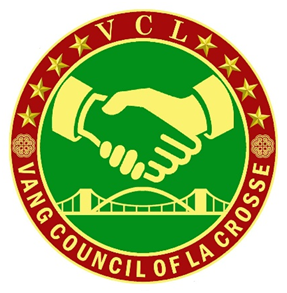 VCL
VANG COUNCIL OF LA CROSSE